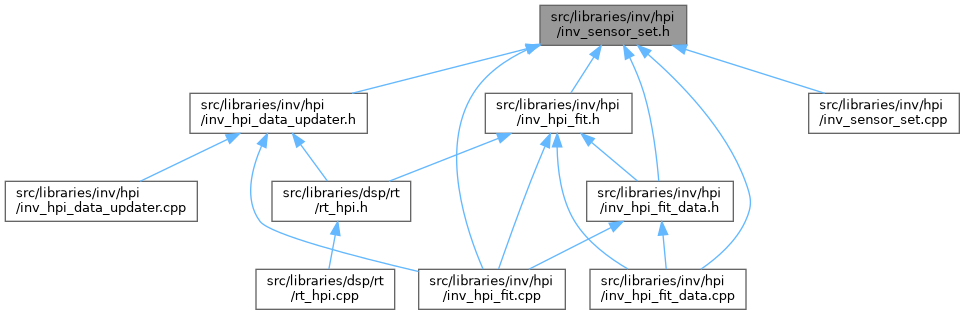 src/libraries/inv/hpi
/inv_sensor_set.h
src/libraries/inv/hpi
/inv_hpi_data_updater.h
src/libraries/inv/hpi
/inv_hpi_fit.h
src/libraries/inv/hpi
/inv_sensor_set.cpp
src/libraries/inv/hpi
/inv_hpi_data_updater.cpp
src/libraries/dsp/rt
/rt_hpi.h
src/libraries/inv/hpi
/inv_hpi_fit_data.h
src/libraries/dsp/rt
/rt_hpi.cpp
src/libraries/inv/hpi
/inv_hpi_fit.cpp
src/libraries/inv/hpi
/inv_hpi_fit_data.cpp